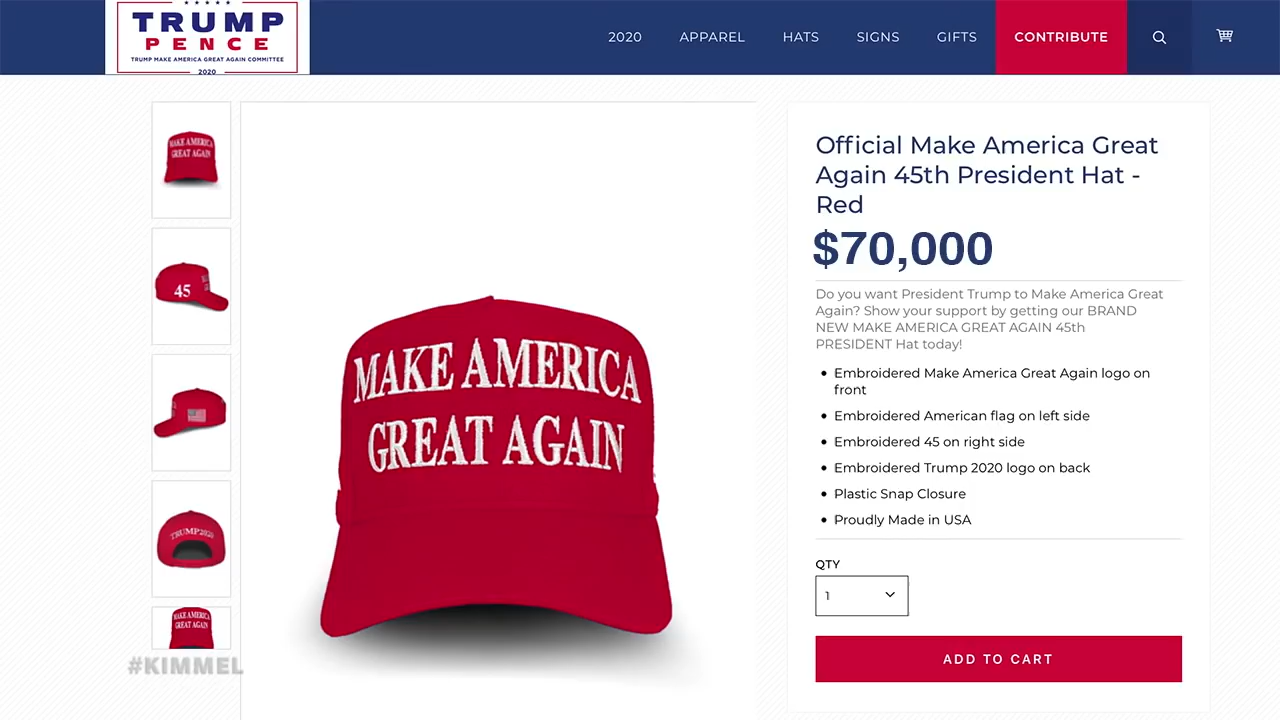 TRUMP
PENCE
TRUMP MAKE AMERICA GREAT AGAIN COMMITTEE
2020
2020 APPAREL HATS SIGNS GIFTS CONTRIBUTE
MAKE AMERICA
GREAT AGAIN
45
TRUMP2020
MAKE AMERICA
GREAT AGAIN
#KIMMEL
MAKE AMERICA
GREAT AGAIN
Official Make America Great
Again 45th President Hat -
Red
$70,000
Do you want President Trump to Make America Great
Again? Show your support by getting our BRAND
NEW MAKE AMERICA GREAT AGAIN 45th
PRESIDENT Hat today!
• Embroidered Make America Great Again logo on
front
• Embroidered American flag on left side
• Embroidered 45 on right side
• Embroidered Trump 2020 logo on back
• Plastic Snap Closure
• Proudly Made in USA
QTY
1
ADD TO CART